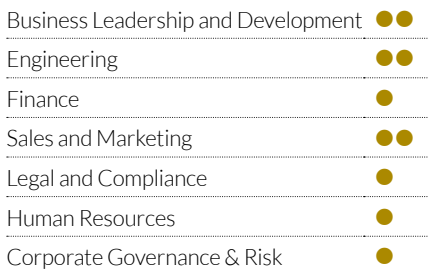 Business Leadership and Development
Engineering
Finance
Sales and Marketing
Legal and Compliance
Human Resources
Corporate Governance & Risk